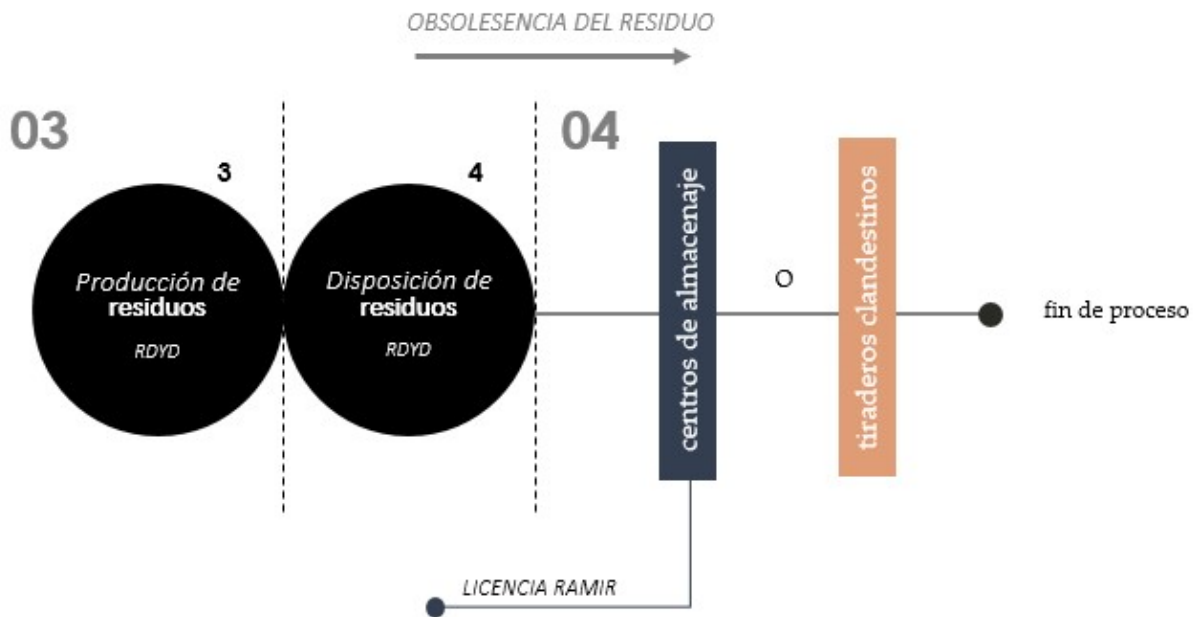 OBSOLESENCIA DEL RESIDUO
03
04
3
4
Producción de
residuos
RDYD
Disposición de
residuos
RDYD
centros de almacenaje
O
tiraderos clandestinos
fin de proceso
LICENCIA RAMIR